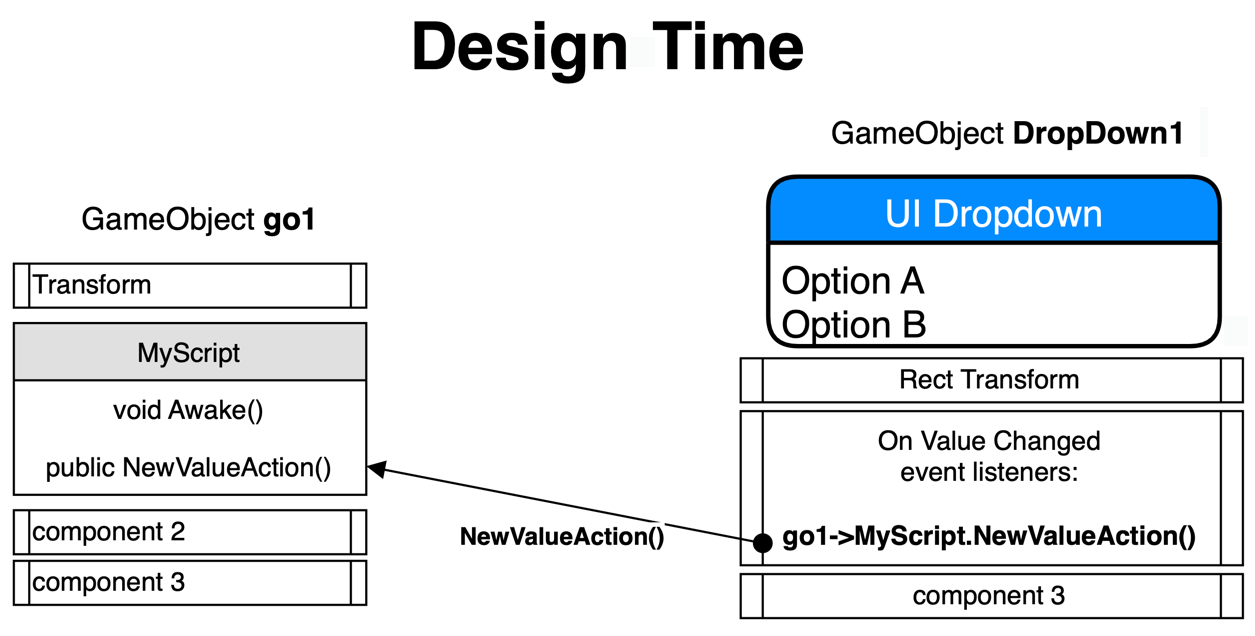 Design Time
GameObject go1
Transform
MyScript
void Awake()
public NewValueAction()
component 2
component 3
NewValueAction()
GameObject DropDown1
UI Dropdown
Option A
Option B
Rect Transform
On Value Changed
event listeners:
go1->MyScript.NewValueAction()
component 3